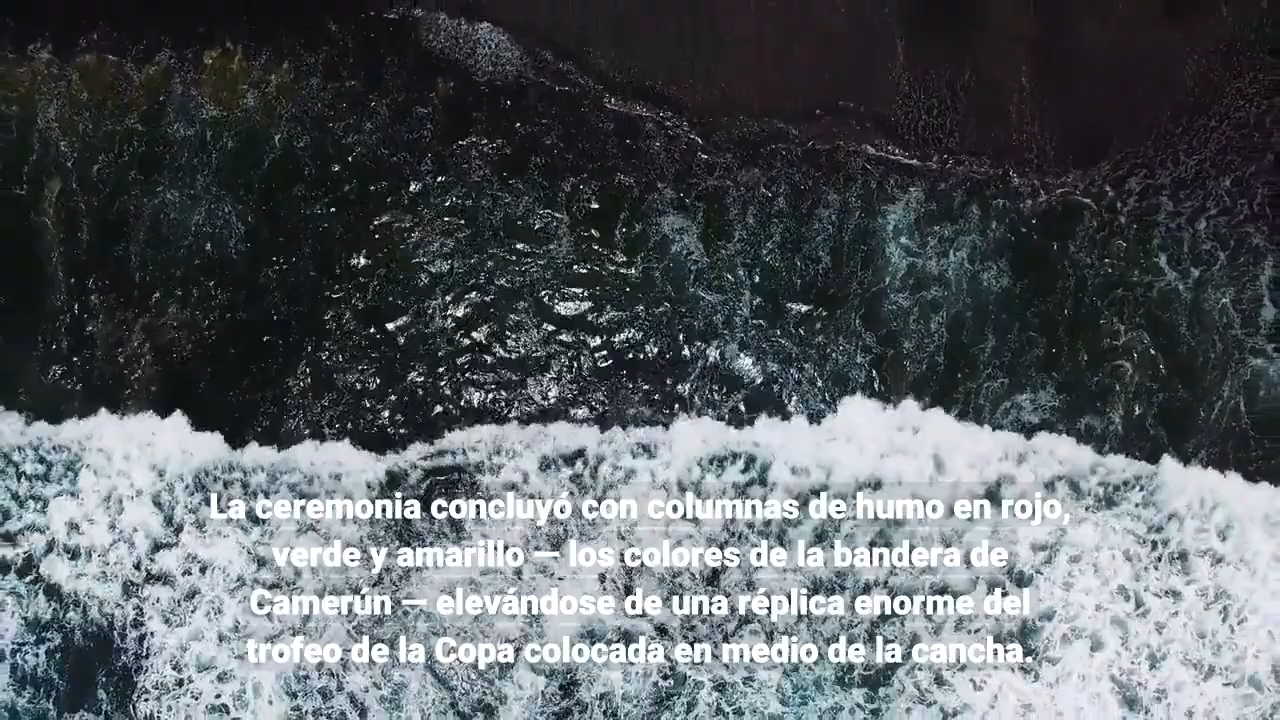 La ceremonia concluyó con columnas de humo en rojo,
verde y amarillo — los colores de la bandera de
Camerún — elevándose de una réplica enorme del
trofeo de la Copa colocada en medio de la cancha.